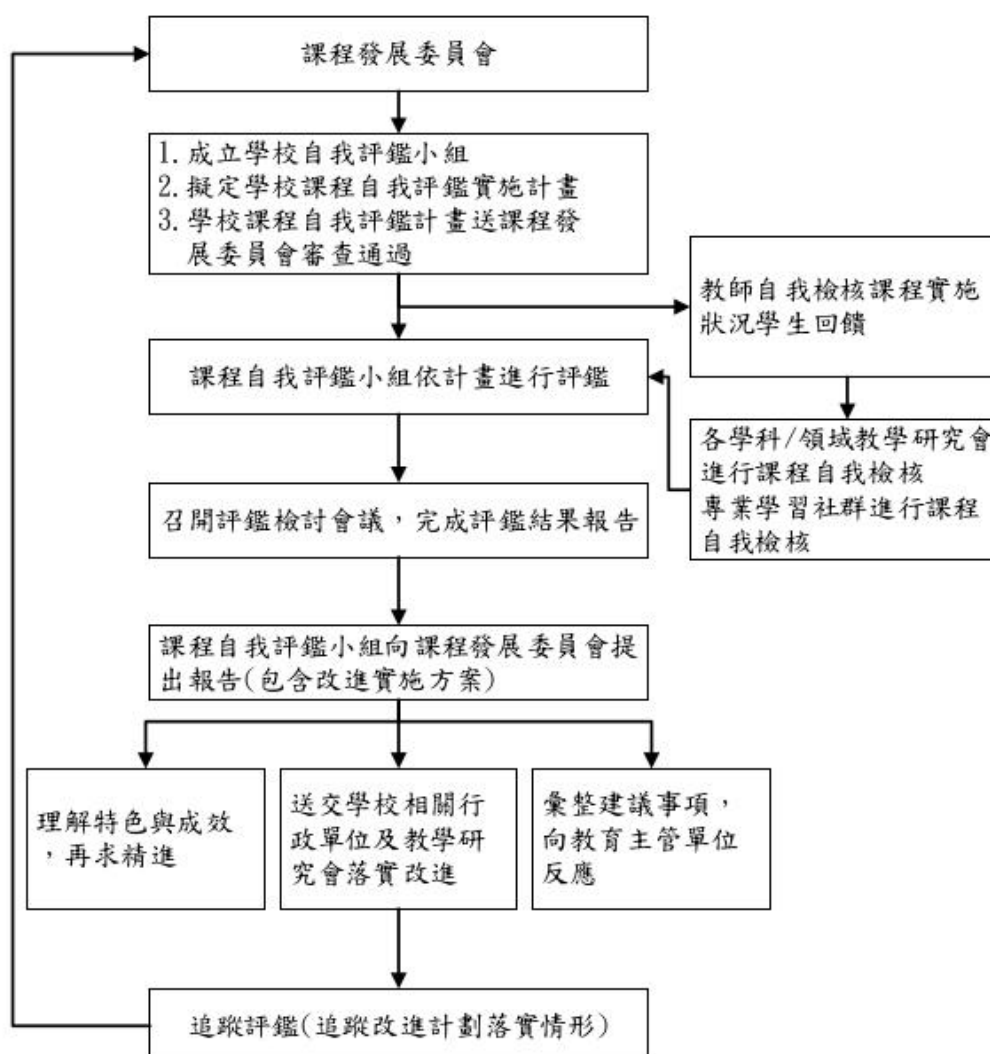 課程發展委員會
1. 成立學校自我評鑑小組
2. 擬定學校課程自我評鑑實施計畫
3. 學校課程自我評鑑計畫送課程發
展委員會審查通過
教師自我檢核課程實施
狀況學生回饋
課程自我評鑑小組依計畫進行評鑑
各學科/領域教學研究會
進行課程自我檢核
專業學習社群進行課程
自我檢核
召開評鑑檢討會議，完成評鑑結果報告
課程自我評鑑小組向課程發展委員會提
出報告(包含改進實施方案)
理解特色與成效
，再求精進
送交學校相關行
政單位及教學研
究會落實改進
彙整建議事項，
向教育主管單位
反應
追蹤評鑑(追蹤改進計劃落實情形)